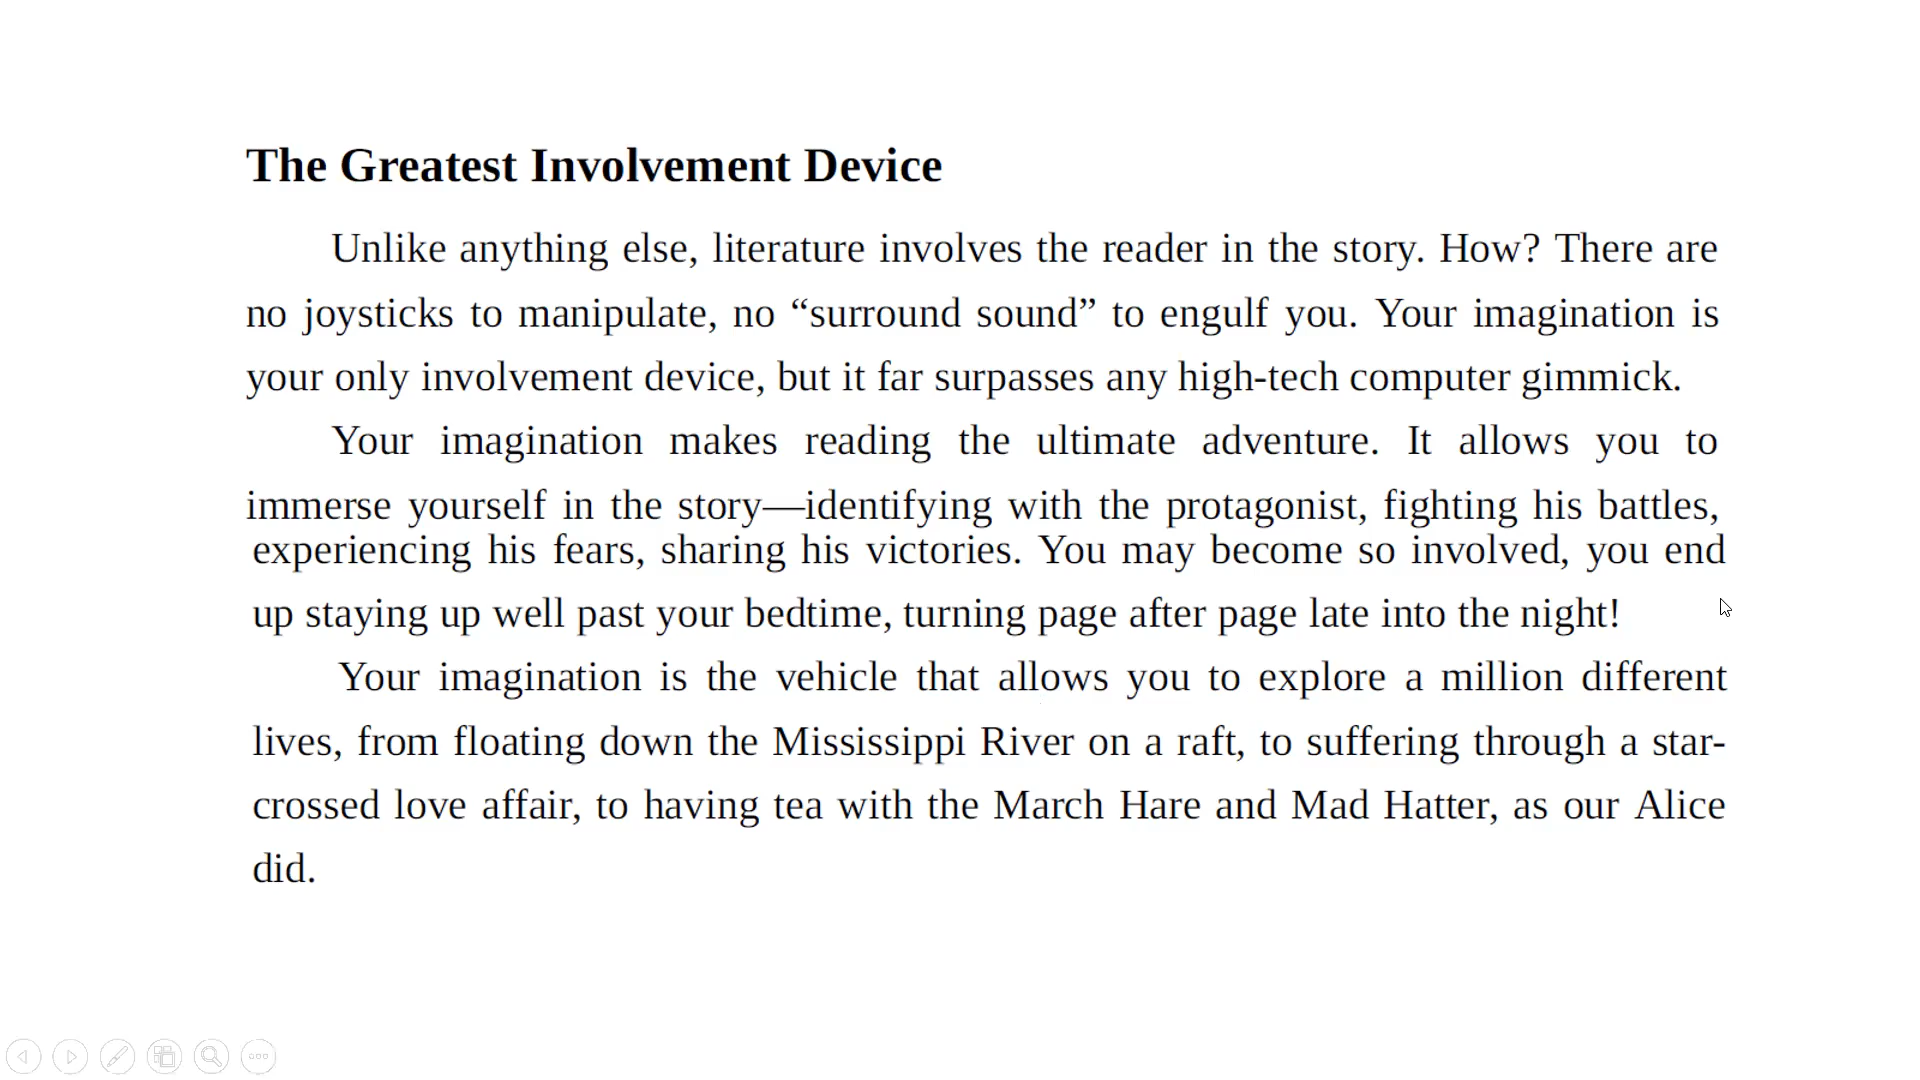 The Greatest Involvement Device
Unlike anything else, literature involves the reader in the story. How? There are
no joysticks to manipulate, no “surround sound” to engulf you. Your imagination is
your only involvement device, but it far surpasses any high-tech computer gimmick.
Your imagination makes reading the ultimate adventure. It allows you to
immerse yourself in the story—identifying with the protagonist, fighting his battles,
experiencing his fears, sharing his victories. You may become so involved, you end
up staying up well past your bedtime, turning page after page late into the night!
Your imagination is the vehicle that allows you to explore a million different
lives, from floating down the Mississippi River on a raft, to suffering through a star-
crossed love affair, to having tea with the March Hare and Mad Hatter, as our Alice
did.